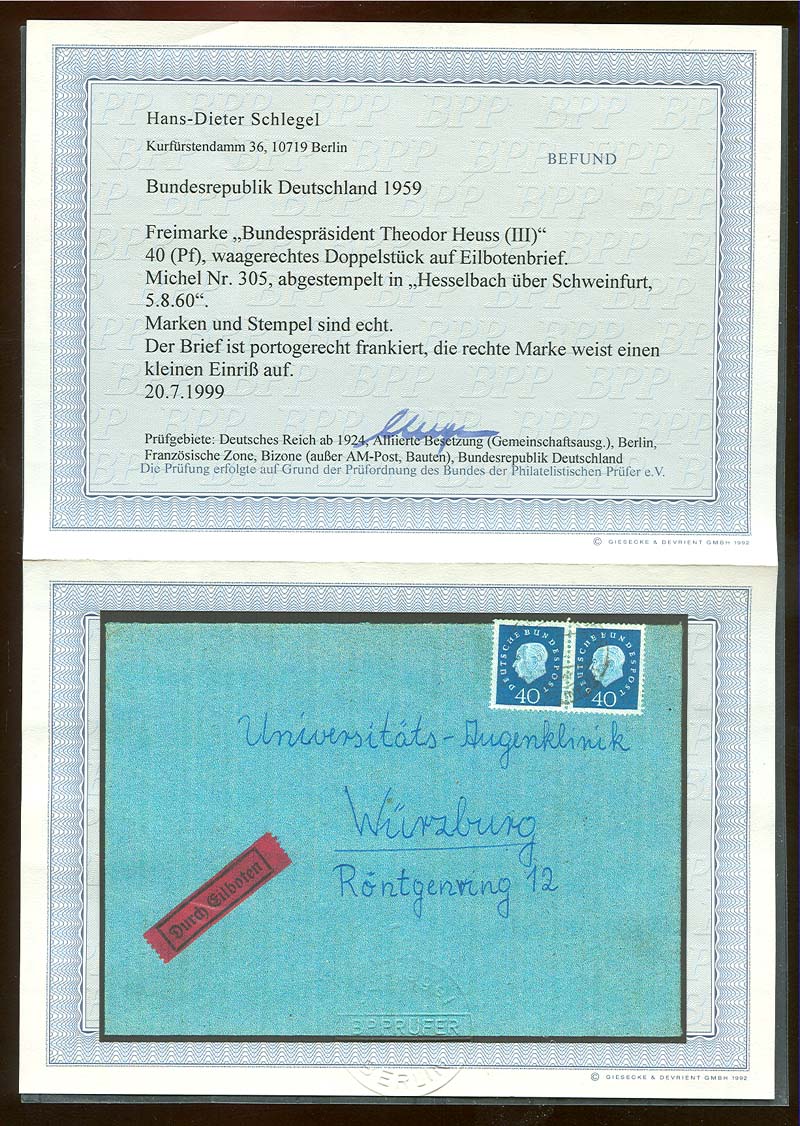 Hans-Dieter Schlegel
Kurfürstendamm 36, 10719 Berlin
BEFUND
Bundesrepublik Deutschland 1959
Freimarke „Bundespräsident Theodor Heuss (III)“
40 (Pf), waagerechtes Doppelstück auf Eilbotenbrief.
Michel Nr. 305, abgestempelt in „Hesselbach über Schweinfurt,
5.8.60“.
Marken und Stempel sind echt.
Der Brief ist portogerecht frankiert, die rechte Marke weist einen
kleinen Einriß auf.
20.7.1999
Prüfgebiete: Deutsches Reich ab 1924, Alliierte Besetzung (Gemeinschaftsausg.), Berlin,
Französische Zone, Bizone (außer AM-Post, Bauten), Bundesrepublik Deutschland
Die Prüfung erfolgte auf Grund der Prüfordnung des Bundes der Philatelistischen Prüfer e.V.
© GIESECKE & DEVRIENT GMBH 1992
DEUTSCHE BUNDESPOST
40
DEUTSCHE BUNDESPOST
40
Universitäts-Augenklinik
Würzburg
Röntgenring 12
Durch Eilboten
BPP PRÜFER
BERLIN
© GIESECKE & DEVRIENT GMBH 1992